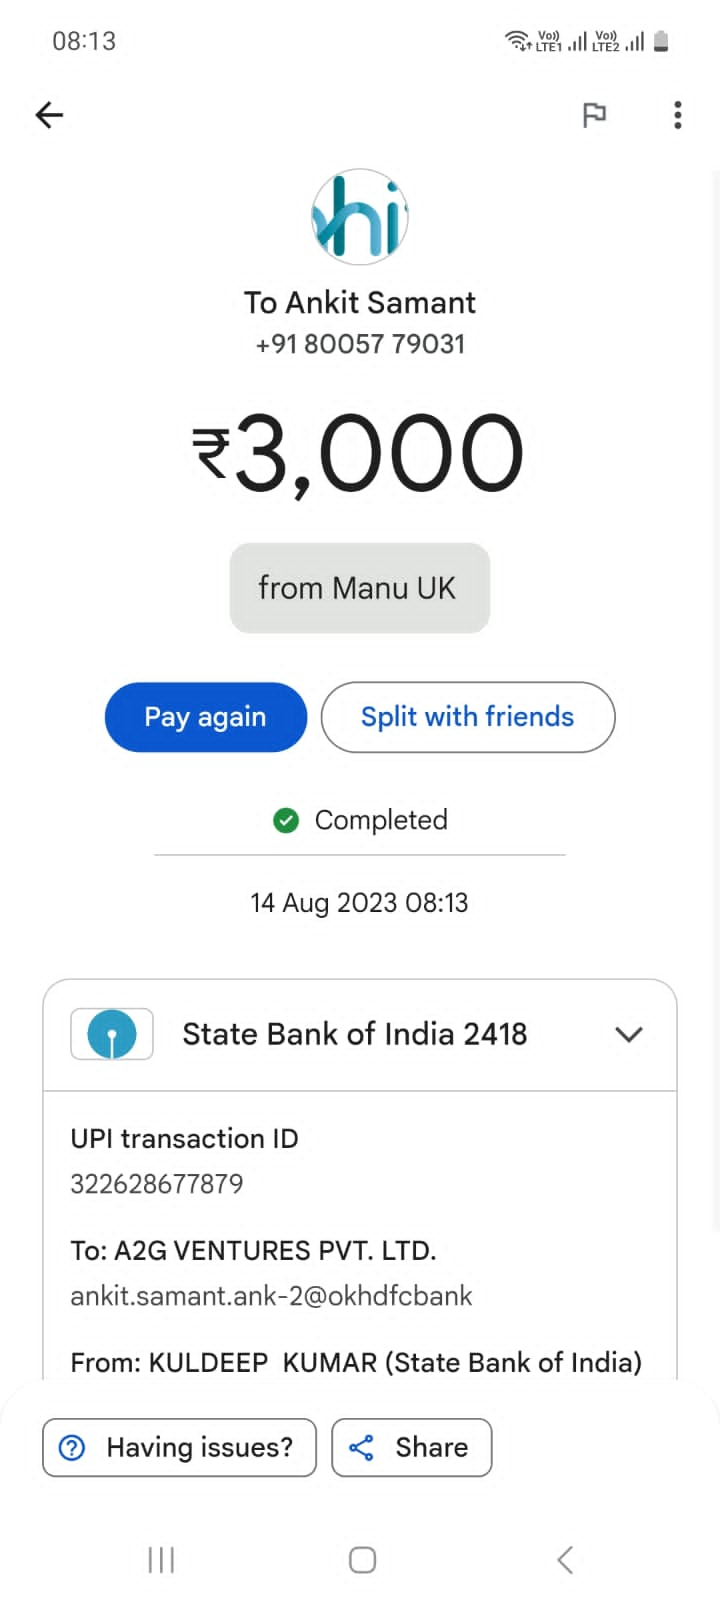 08:13
Vo)) LTE1 Vo)) LTE2
hi
To Ankit Samant
+91 80057 79031
₹3,000
from Manu UK
Pay again
Split with friends
Completed
14 Aug 2023 08:13
State Bank of India 2418
UPI transaction ID
322628677879
To: A2G VENTURES PVT. LTD.
ankit.samant.ank-2@okhdfcbank
From: KULDEEP KUMAR (State Bank of India)
Having issues?
Share